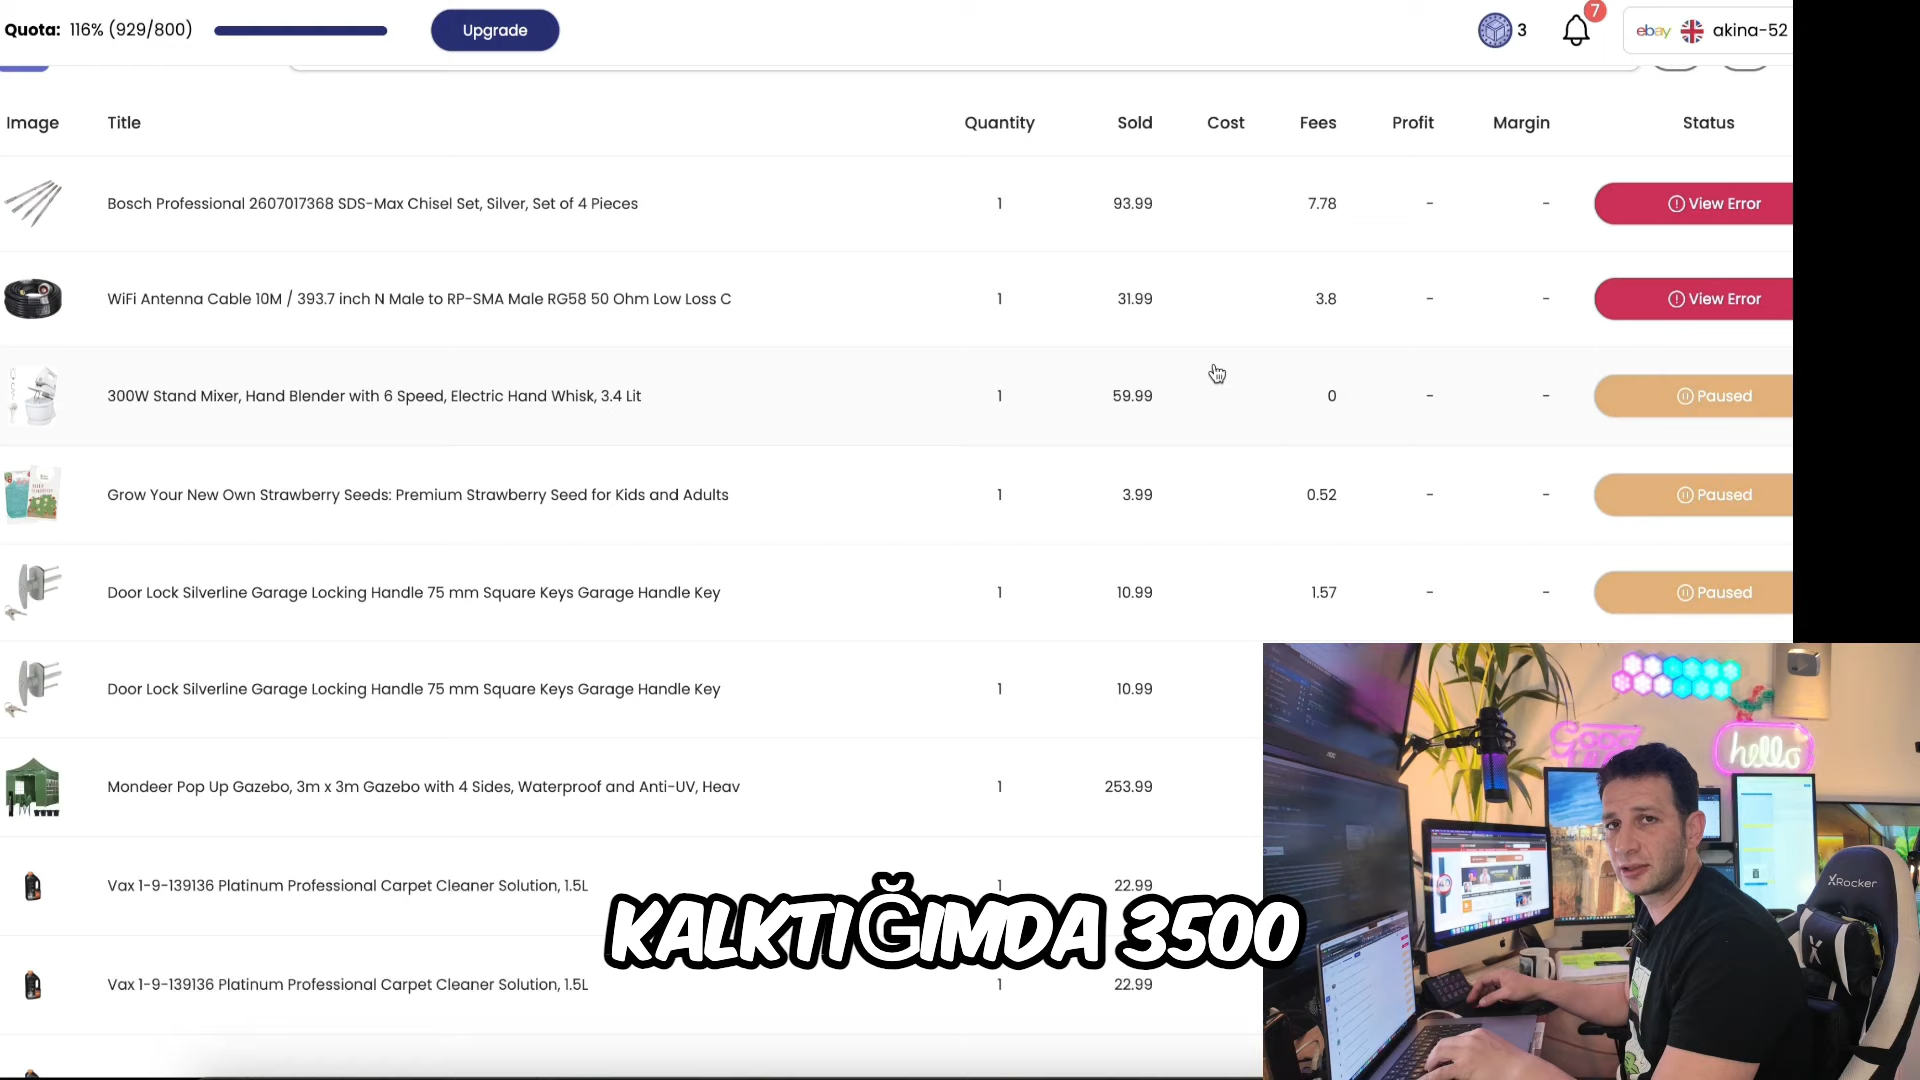 Quota: 116% (929/800) Upgrade 3 7 ebay akina-52
Image Title Quantity Sold Cost Fees Profit Margin Status
Bosch Professional 2607017368 SDS-Max Chisel Set, Silver, Set of 4 Pieces 1 93.99 7.78 - - View Error
WiFi Antenna Cable 10M / 393.7 inch N Male to RP-SMA Male RG58 50 Ohm Low Loss C 1 31.99 3.8 - - View Error
300W Stand Mixer, Hand Blender with 6 Speed, Electric Hand Whisk, 3.4 Lit 1 59.99 0 - - Paused
Grow Your New Own Strawberry Seeds: Premium Strawberry Seed for Kids and Adults 1 3.99 0.52 - - Paused
Door Lock Silverline Garage Locking Handle 75 mm Square Keys Garage Handle Key 1 10.99 1.57 - - Paused
Door Lock Silverline Garage Locking Handle 75 mm Square Keys Garage Handle Key 1 10.99
Mondeer Pop Up Gazebo, 3m x 3m Gazebo with 4 Sides, Waterproof and Anti-UV, Heav 1 253.99
hello
Vax 1-9-139136 Platinum Professional Carpet Cleaner Solution, 1.5L 1 22.99
XRocker
KALKTIĞIMDA 3500
Vax 1-9-139136 Platinum Professional Carpet Cleaner Solution, 1.5L 1 22.99